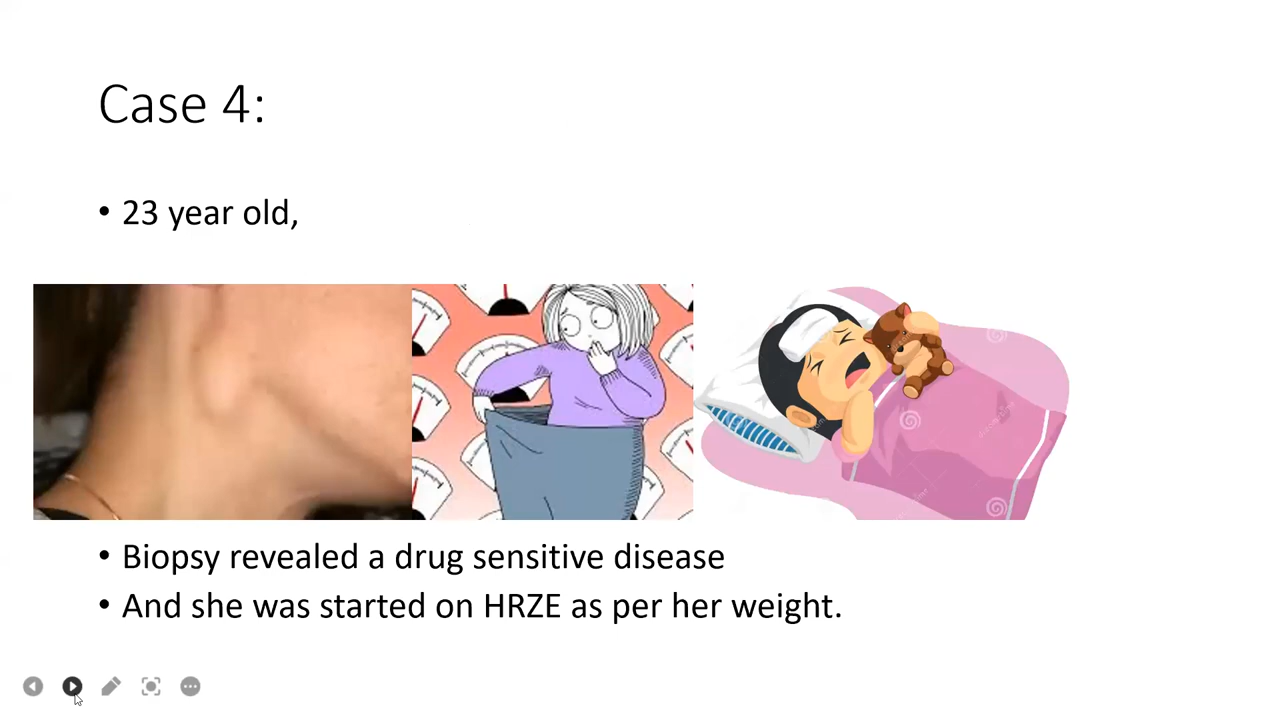 Case 4:
• 23 year old,
• Biopsy revealed a drug sensitive disease
• And she was started on HRZE as per her weight.